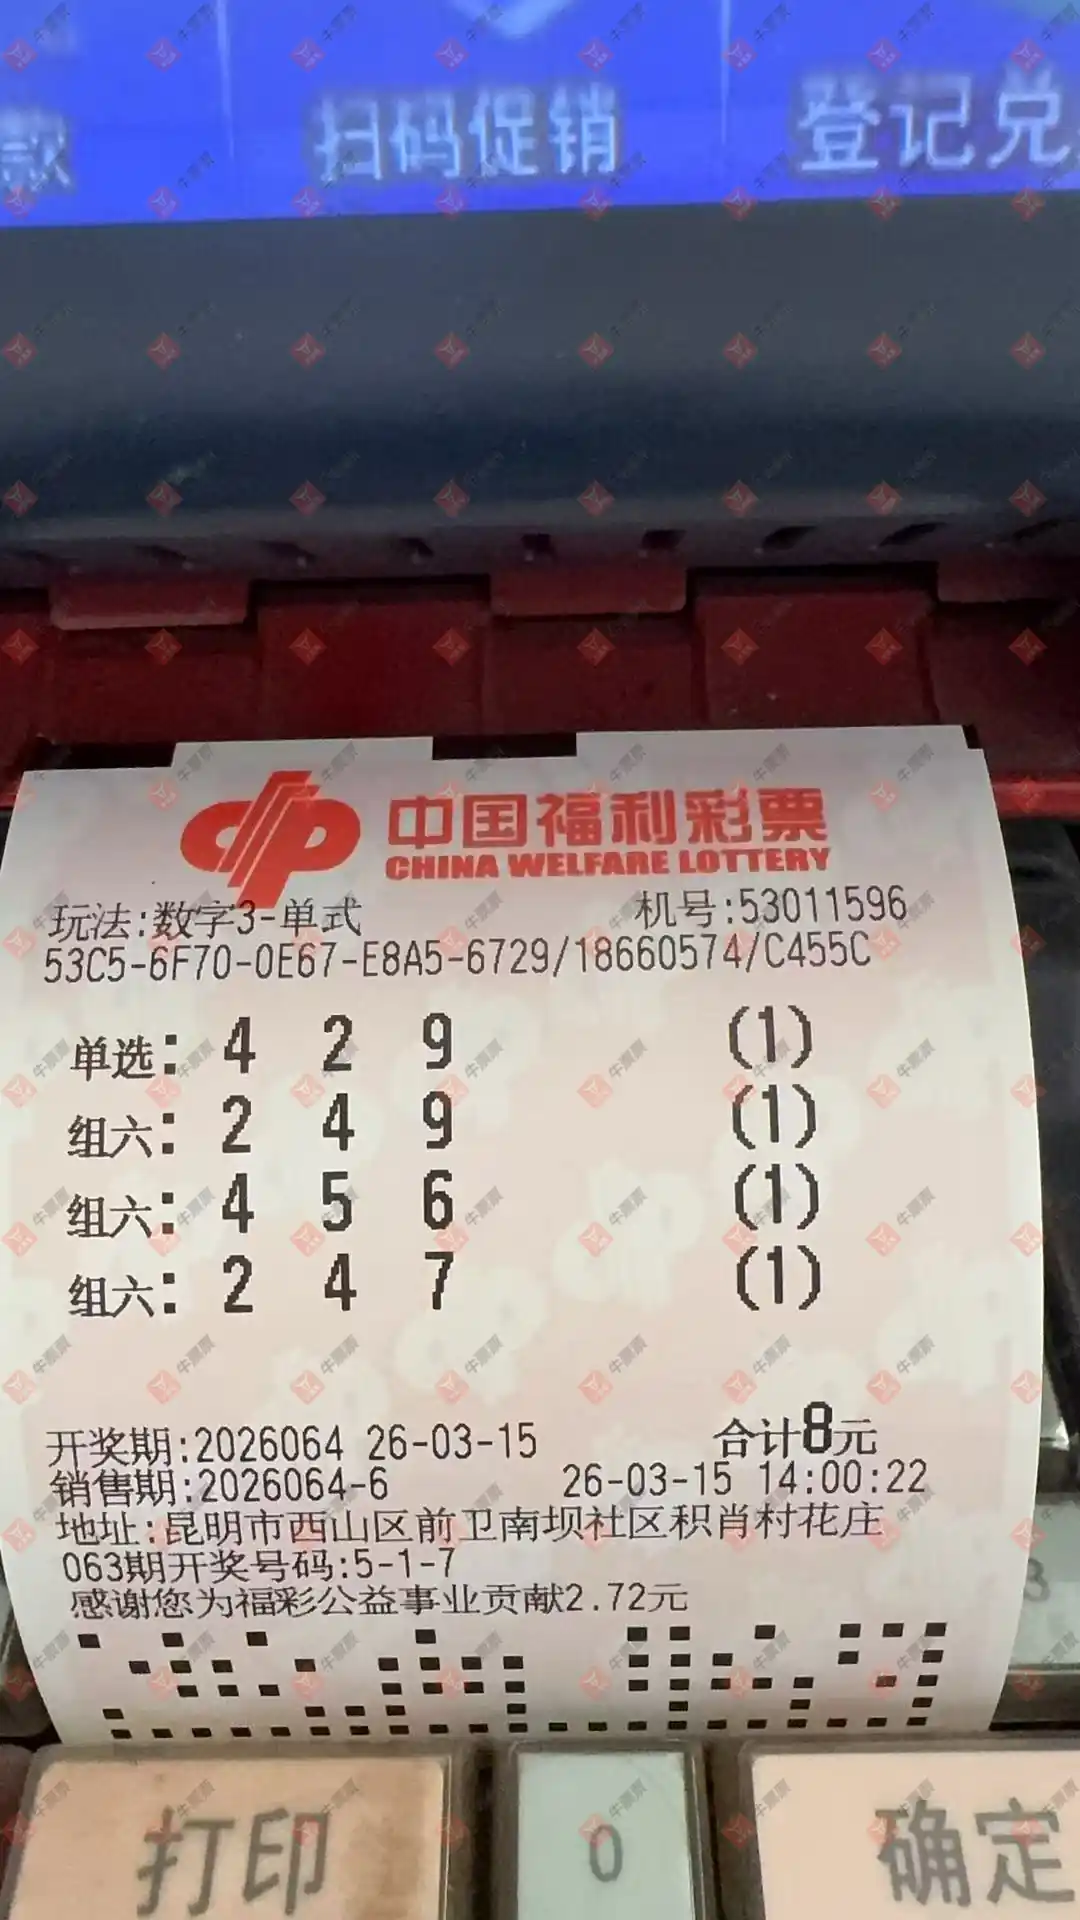 款 扫码促销 登记兑
中国福利彩票
CHINA WELFARE LOTTERY
玩法:数字3-单式 机号:53011596
53C5-6F70-0E67-E8A5-6729/18660574/C455C
单选: 4 2 9 (1)
组六: 2 4 9 (1)
组六: 4 5 6 (1)
组六: 2 4 7 (1)
开奖期:2026064 26-03-15 合计8元
销售期:2026064-6 26-03-15 14:00:22
地址:昆明市西山区前卫南坝社区积肖村花庄
063期开奖号码:5-1-7
感谢您为福彩公益事业贡献2.72元
3
打印 0 确定
牛票票